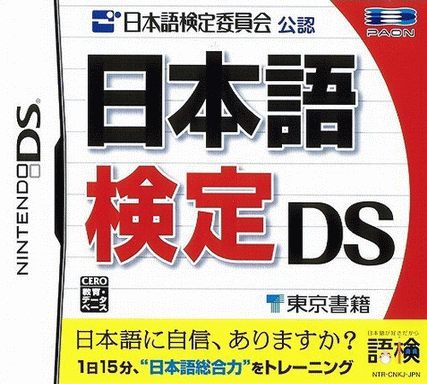 日本語検定委員会 公認
PAON
日本語
検定 DS
NINTENDO DS
CERO
教育・
データ
ベース
東京書籍
日本語に自信、ありますか?
1日15分、“日本語総合力”をトレーニング
日本語が好きだから
語検
NTR-CNKJ-JPN